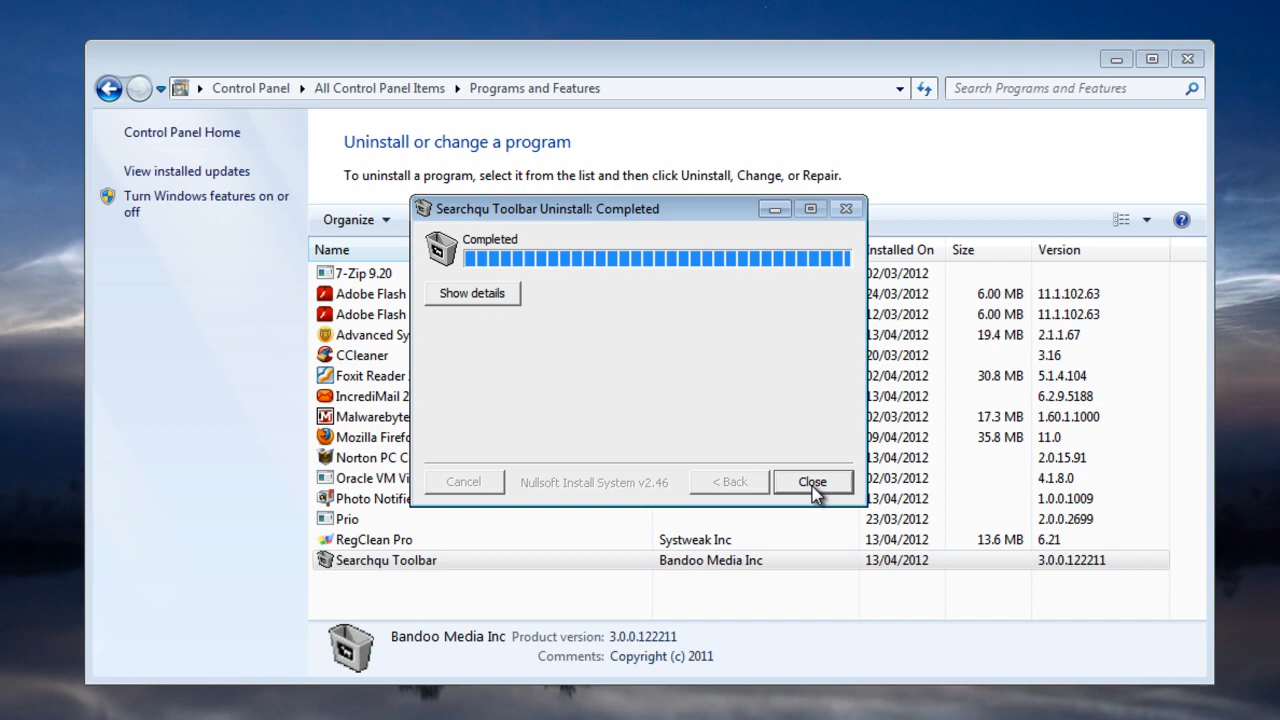 Control Panel
All Control Panel Items
Programs and Features
Search Programs and Features
Control Panel Home
View installed updates
Turn Windows features on or
off
Uninstall or change a program
To uninstall a program, select it from the list and then click Uninstall, Change, or Repair.
Organize
Searchqu Toolbar Uninstall: Completed
Completed
Show details
Cancel
Nullsoft Install System v2.46
< Back
Close
Name Installed On Size Version
7-Zip 9.20 02/03/2012
Adobe Flash 24/03/2012 6.00 MB 11.1.102.63
Adobe Flash 12/03/2012 6.00 MB 11.1.102.63
Advanced Sy 13/04/2012 19.4 MB 2.1.1.67
CCleaner 20/03/2012 3.16
Foxit Reader 02/04/2012 30.8 MB 5.1.4.104
IncrediMail 2 13/04/2012 6.2.9.5188
Malwarebyte 02/03/2012 17.3 MB 1.60.1.1000
Mozilla Firefo 09/04/2012 35.8 MB 11.0
Norton PC C 13/04/2012 2.0.15.91
Oracle VM Vi 02/03/2012 4.1.8.0
Photo Notifie 13/04/2012 1.0.0.1009
Prio 23/03/2012 2.0.0.2699
RegClean Pro Systweak Inc 13/04/2012 13.6 MB 6.21
Searchqu Toolbar Bandoo Media Inc 13/04/2012 3.0.0.122211
Bandoo Media Inc Product version: 3.0.0.122211
Comments: Copyright (c) 2011